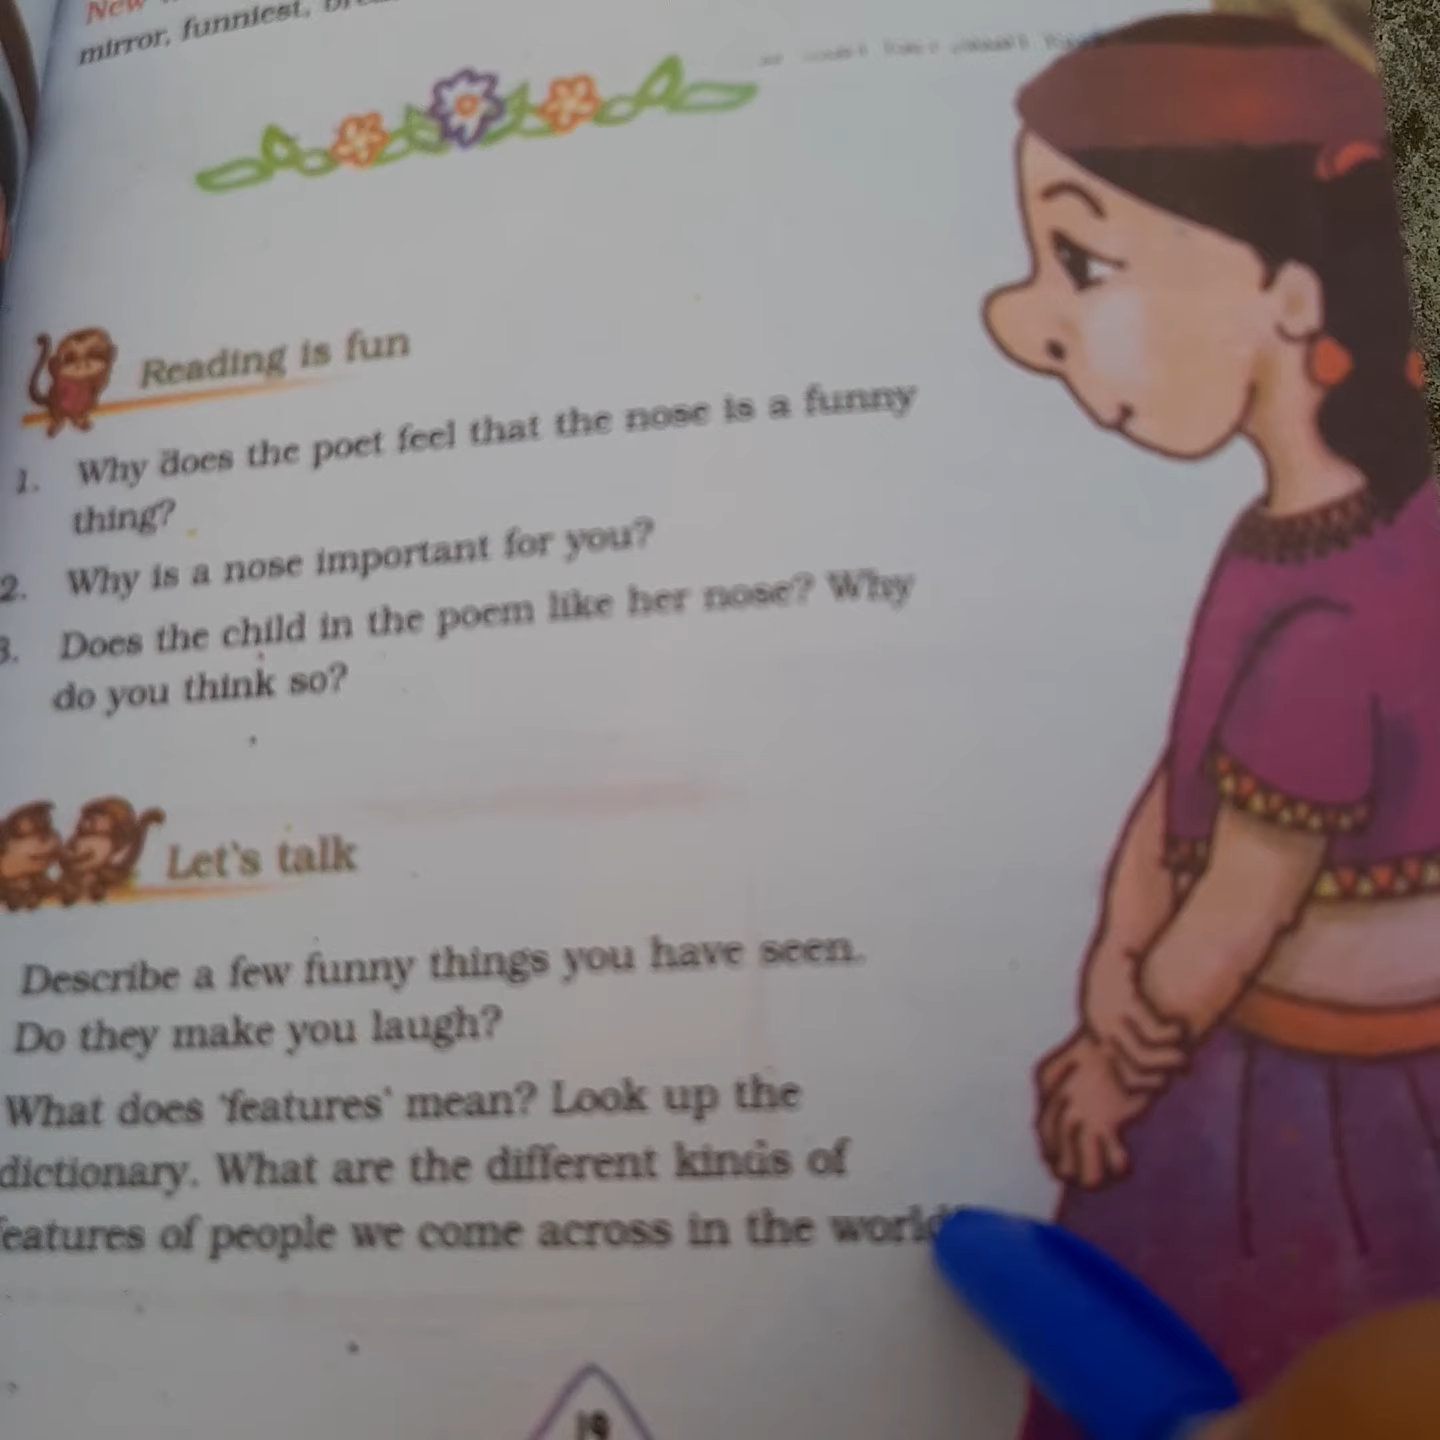 New
mirror, funniest,
Reading is fun
1. Why does the poet feel that the nose is a funny
thing?
2. Why is a nose important for you?
3. Does the child in the poem like her nose? Why
do you think so?
Let's talk
Describe a few funny things you have seen.
Do they make you laugh?
What does 'features' mean? Look up the
dictionary. What are the different kinds of
features of people we come across in the world
19